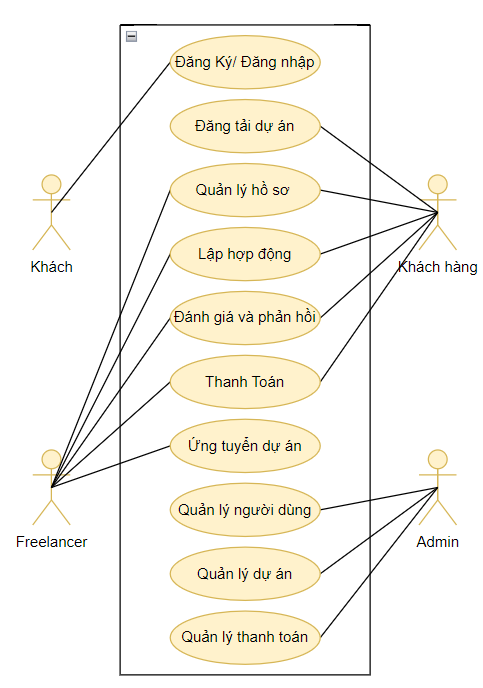 Đăng Ký/ Đăng nhập
Đăng tải dự án
Quản lý hồ sơ
Lập hợp động
Đánh giá và phản hồi
Thanh Toán
Ứng tuyển dự án
Quản lý người dùng
Quản lý dự án
Quản lý thanh toán
Khách
Khách hàng
Freelancer
Admin